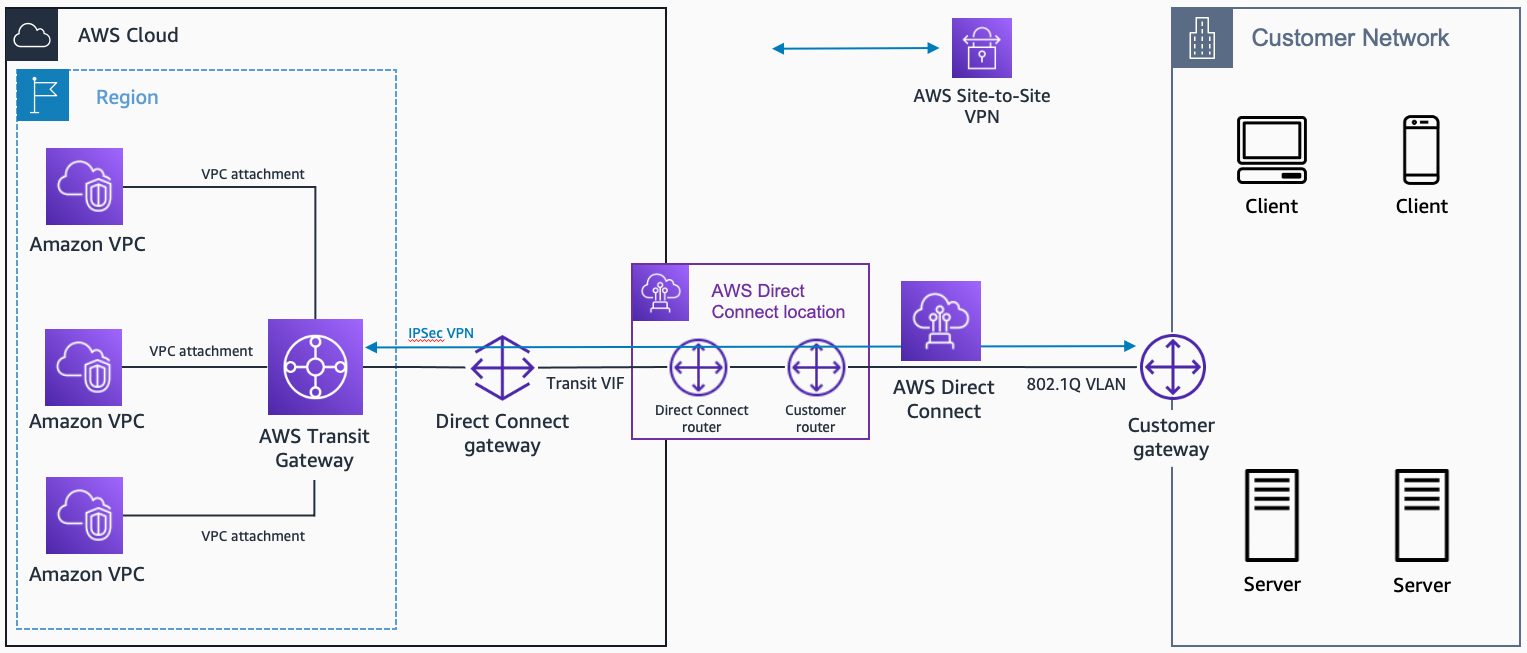 AWS Cloud
Region
VPC attachment
Amazon VPC
VPC attachment
Amazon VPC
AWS Transit
Gateway
VPC attachment
Amazon VPC
IPSec VPN
Direct Connect
gateway
Transit VIF
AWS Direct
Connect location
Direct Connect
router
Customer
router
AWS Site-to-Site
VPN
AWS Direct
Connect
802.1Q VLAN
Customer
gateway
Customer Network
Client
Client
Server
Server